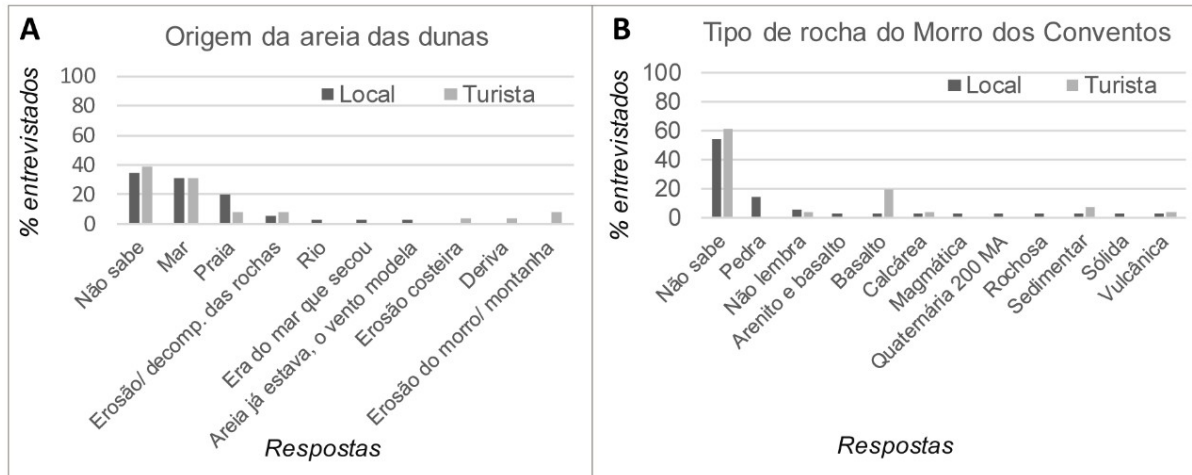 A
Origem da areia das dunas
% entrevistados
100
80
60
40
20
0
Local
Turista
Não sabe
Mar
Praia
Erosão/ decomp. das rochas
Rio
Era do mar que secou
Areia já estava, o vento modela
Erosão costeira
Deriva
Erosão do morro/ montanha
Respostas
B
Tipo de rocha do Morro dos Conventos
% entrevistados
100
80
60
40
20
0
Local
Turista
Não sabe
Pedra
Não lembra
Arenito e basalto
Basalto
Calcárea
Magmática
Quaternária 200 MA
Rochosa
Sedimentar
Sólida
Vulcânica
Respostas